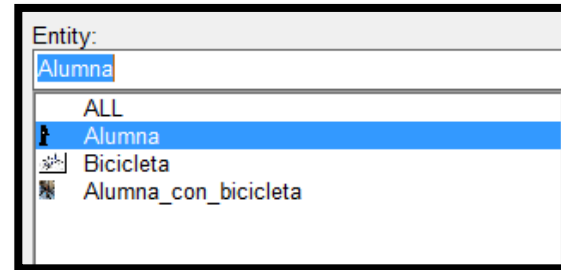 Entity:
Alumna
ALL
Alumna
Bicicleta
Alumna_con_bicicleta